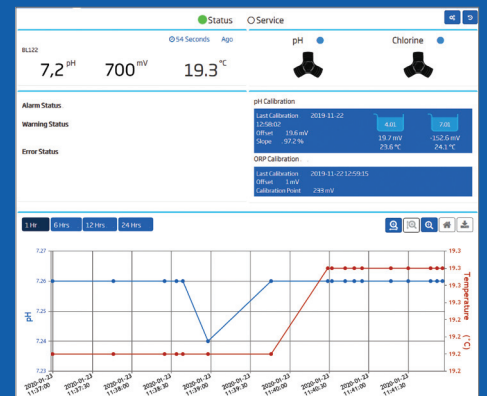 Status
Service
54 Seconds Ago
BL122
7,2 pH
700 mV
19.3 °C
pH
Chlorine
Alarm Status
Warning Status
Error Status
pH Calibration
Last Calibration 2019-11-22
12:58:02
Offset 19.6 mV
Slope 97.2 %
4.01
19.7 mV
23.6 °C
7.01
-152.6 mV
24.1 °C
ORP Calibration
Last Calibration 2019-11-22 12:59:15
Offset 1 mV
Calibration Point 293 mV
1 Hr
6 Hrs
12 Hrs
24 Hrs
7.27
7.26
7.25
7.24
7.23
pH
19.3
19.3
19.3
19.3
19.2
19.2
19.2
19.2
Temperature (°C)
2020-01-23
11:37:00
2020-01-23
11:37:30
2020-01-23
11:38:00
2020-01-23
11:38:30
2020-01-23
11:39:00
2020-01-23
11:39:30
2020-01-23
11:40:00
2020-01-23
11:40:30
2020-01-23
11:41:00
2020-01-23
11:41:30